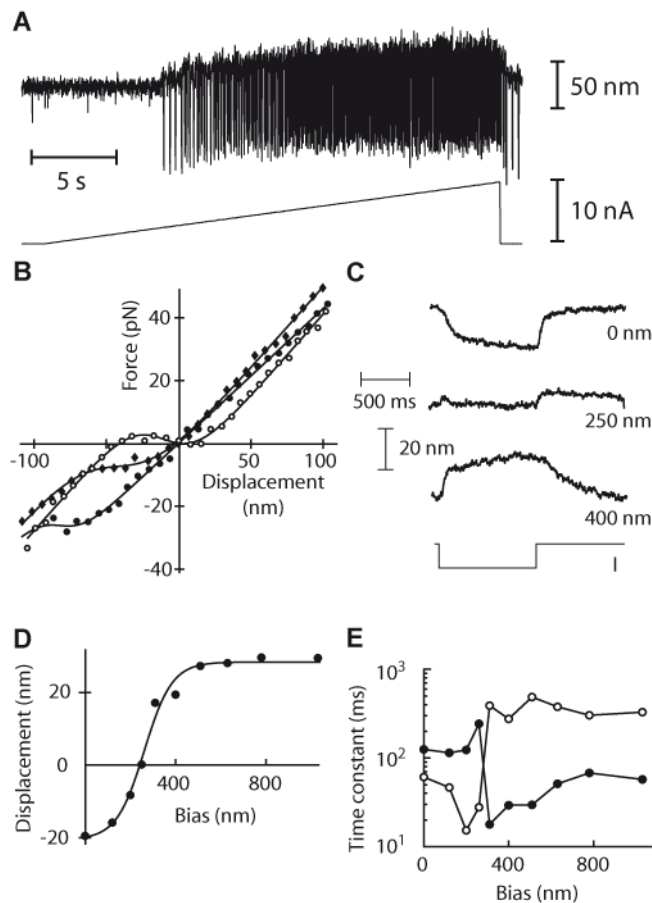 A
50 nm
5 s
10 nA
B
Force (pN)
40
20
-100
50
100
Displacement
(nm)
-20
-40
C
0 nm
500 ms
250 nm
20 nm
400 nm
I
D
Displacement (nm)
20
0
400
800
Bias (nm)
-20
E
Time constant (ms)
10³
10²
10¹
0
400
800
Bias (nm)